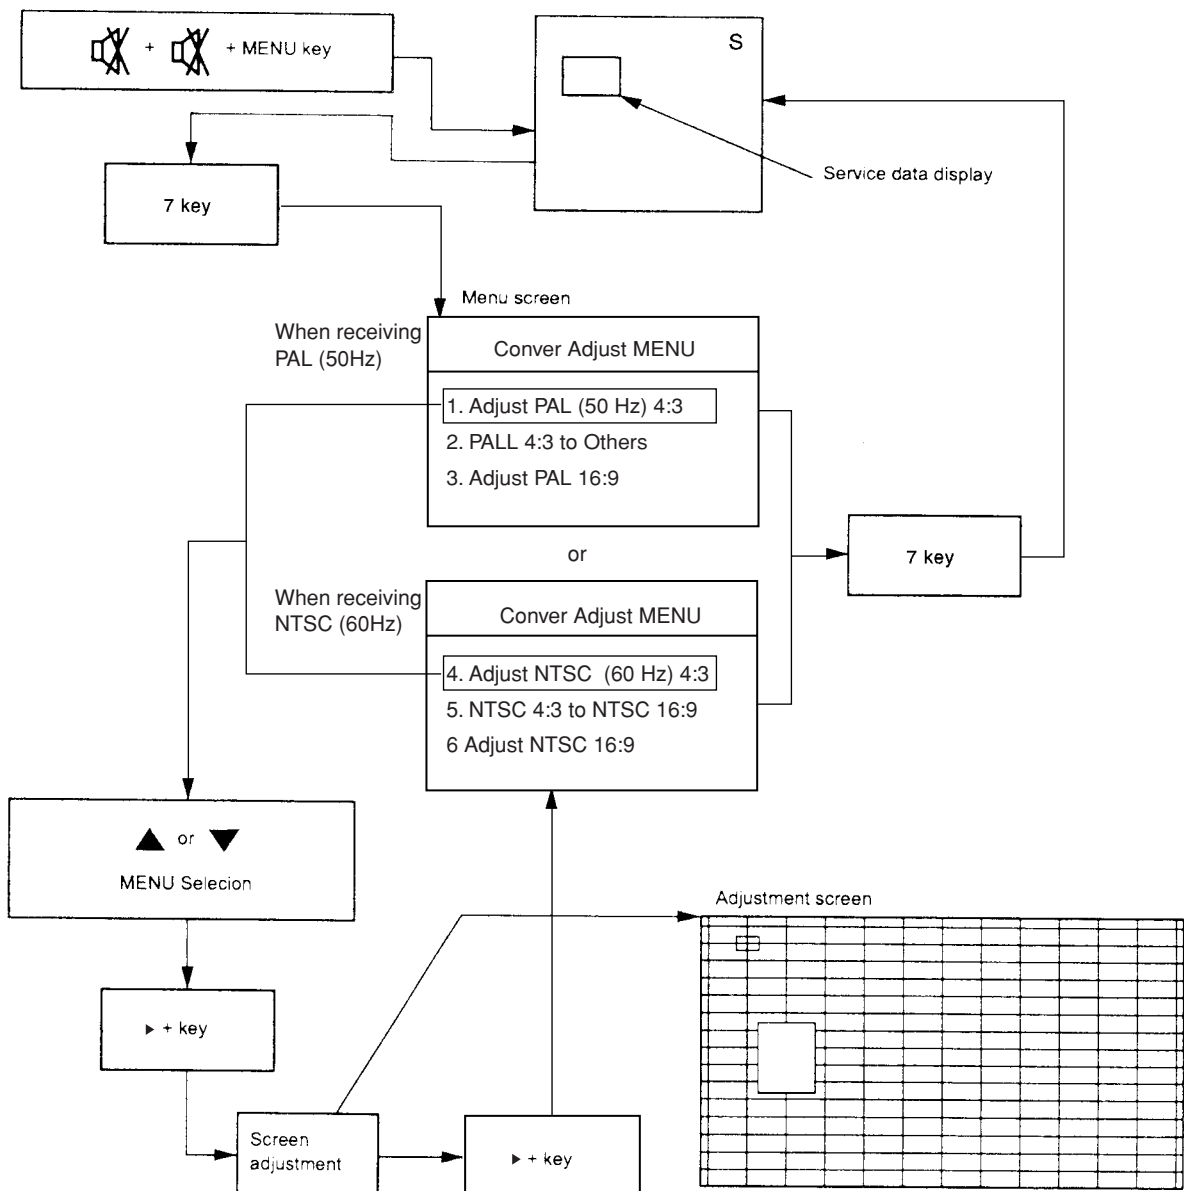 + + MENU key
S
Service data display
7 key
Menu screen
When receiving
PAL (50Hz)
Conver Adjust MENU
1. Adjust PAL (50 Hz) 4:3
2. PALL 4:3 to Others
3. Adjust PAL 16:9
or
7 key
When receiving
NTSC (60Hz)
Conver Adjust MENU
4. Adjust NTSC (60 Hz) 4:3
5. NTSC 4:3 to NTSC 16:9
6 Adjust NTSC 16:9
▲ or ▼
MENU Selecion
Adjustment screen
▶ + key
Screen
adjustment
▶ + key